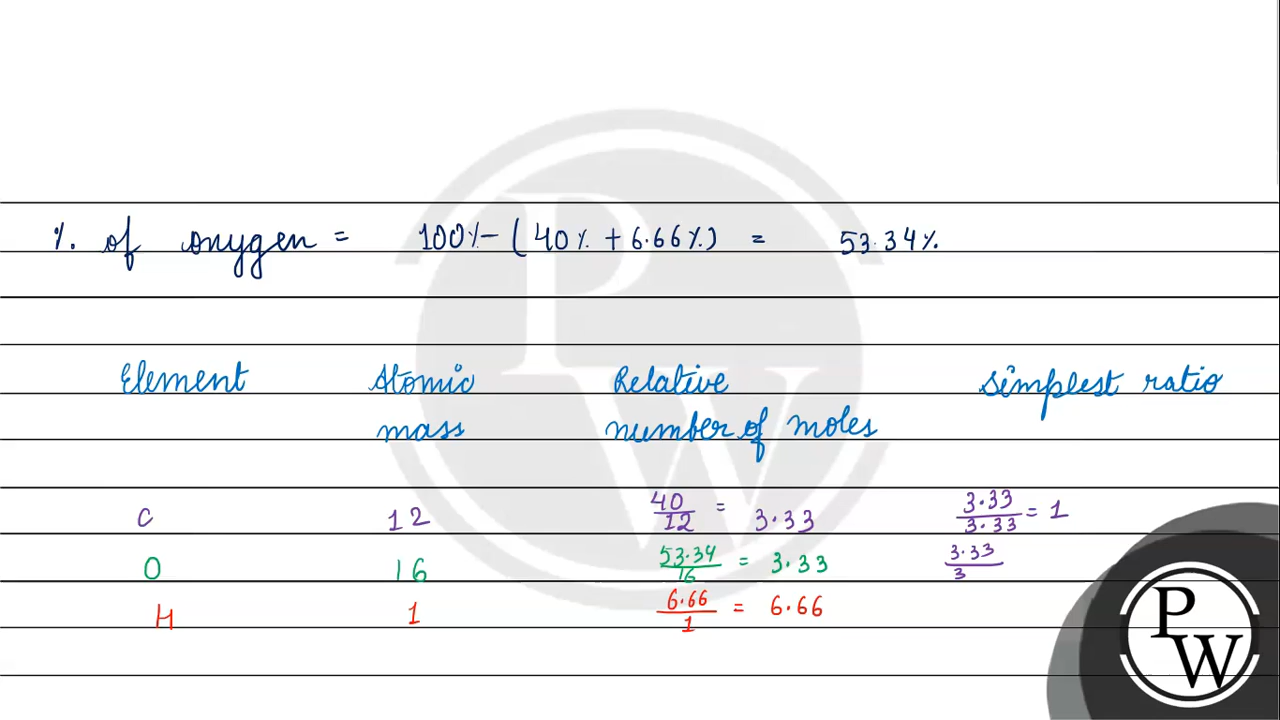 % of oxygen = 100% - (40% + 6.66%) = 53.34%
Element Atomic mass Relative number of moles Simplest ratio
C 12 40/12 = 3.33 3.33/3.33 = 1
O 16 53.34/16 = 3.33 3.33/3
H 1 6.66/1 = 6.66
PW
PW